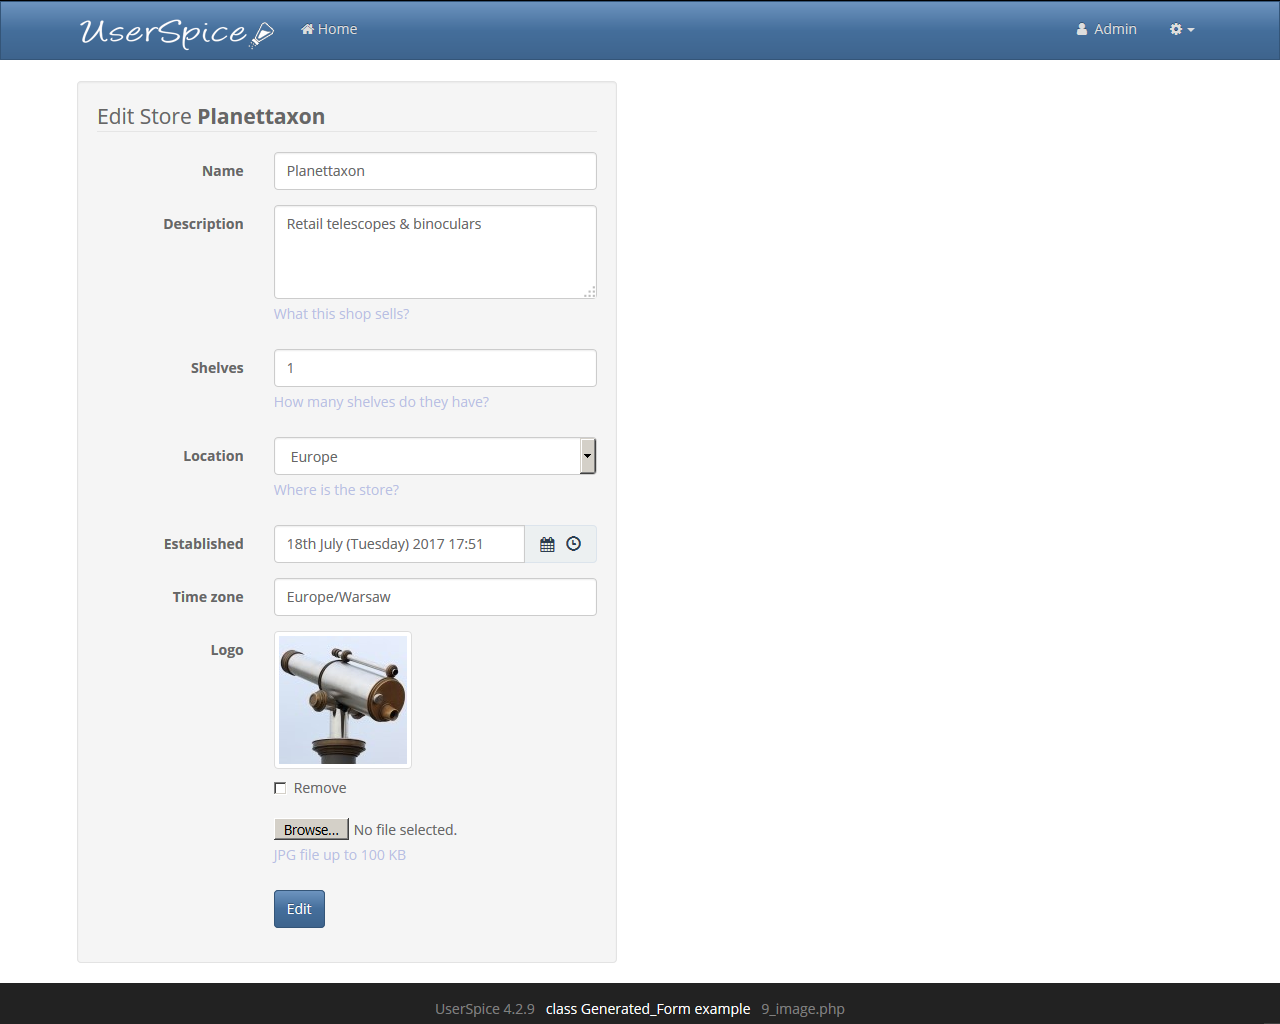 UserSpice Home Admin
Edit Store Planettaxon
Name Planettaxon
Description Retail telescopes & binoculars
What this shop sells?
Shelves 1
How many shelves do they have?
Location Europe
Where is the store?
Established 18th July (Tuesday) 2017 17:51
Time zone Europe/Warsaw
Logo
Remove
Browse... No file selected.
JPG file up to 100 KB
Edit
UserSpice 4.2.9 class Generated_Form example 9_image.php